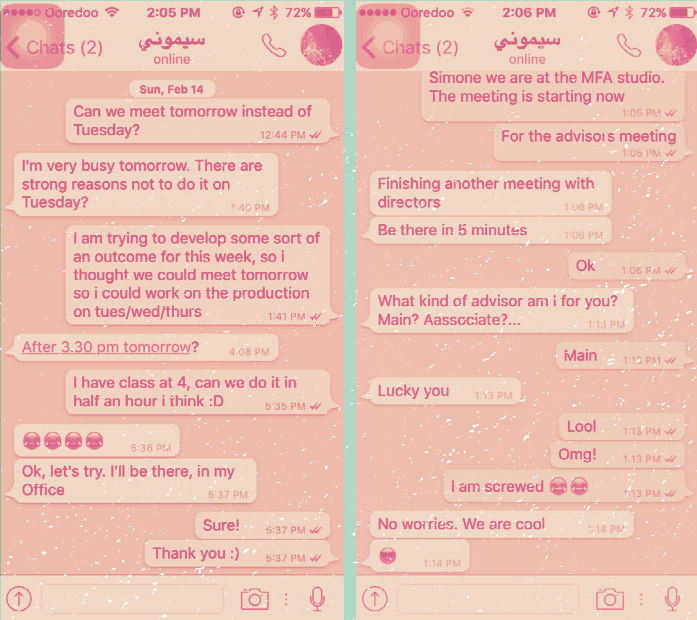 Ooredoo 2:05 PM 72%
Chats (2) سيموني
online
Sun, Feb 14
Can we meet tomorrow instead of
Tuesday?
12:44 PM
I'm very busy tomorrow. There are
strong reasons not to do it on
Tuesday?
1:40 PM
I am trying to develop some sort of
an outcome for this week, so i
thought we could meet tomorrow
so i could work on the production
on tues/wed/thurs
1:41 PM
After 3.30 pm tomorrow?
4:08 PM
I have class at 4, can we do it in
half an hour i think :D
5:35 PM
5:36 PM
Ok, let's try. I'll be there, in my
Office
5:37 PM
Sure!
5:37 PM
Thank you :)
5:37 PM
Ooredoo 2:06 PM 72%
Chats (2) سيموني
online
Simone we are at the MFA studio.
The meeting is starting now
1:05 PM
For the advisors meeting
1:05 PM
Finishing another meeting with
directors
1:06 PM
Be there in 5 minutes
1:06 PM
Ok
1:06 PM
What kind of advisor am i for you?
Main? Aassociate?...
1:13 PM
Main
1:13 PM
Lucky you
1:13 PM
Lool
1:13 PM
Omg!
1:13 PM
I am screwed
1:13 PM
No worries. We are cool
1:14 PM
1:14 PM